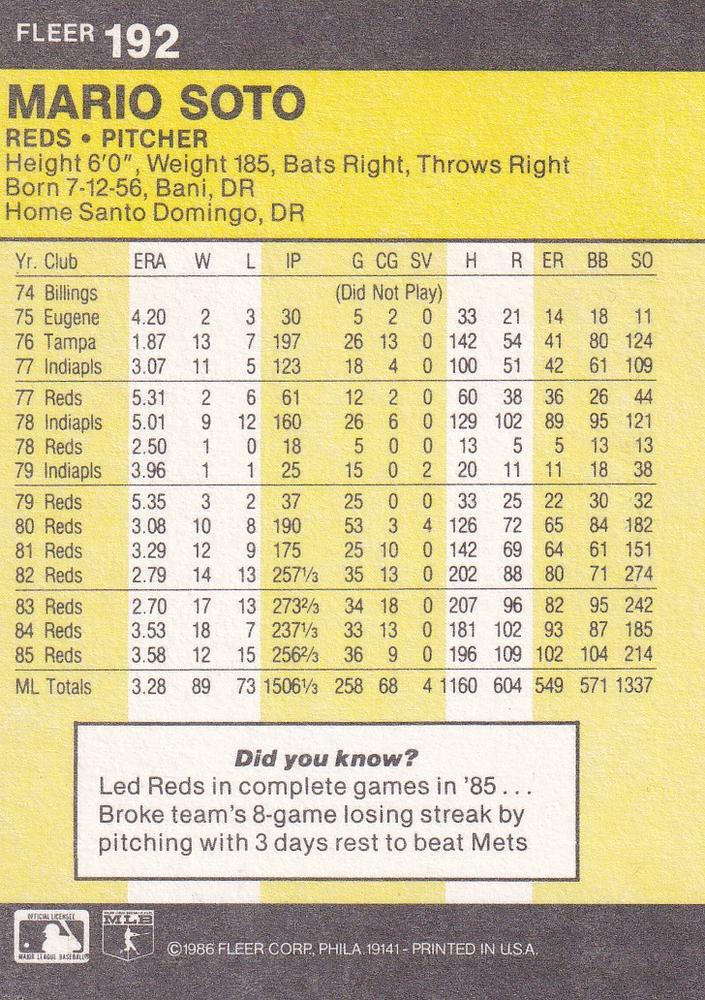 FLEER 192
MARIO SOTO
REDS • PITCHER
Height 6'0", Weight 185, Bats Right, Throws Right
Born 7-12-56, Bani, DR
Home Santo Domingo, DR
Yr. Club ERA W L IP G CG SV H R ER BB SO
74 Billings (Did Not Play)
75 Eugene 4.20 2 3 30 5 2 0 33 21 14 18 11
76 Tampa 1.87 13 7 197 26 13 0 142 54 41 80 124
77 Indiapls 3.07 11 5 123 18 4 0 100 51 42 61 109
77 Reds 5.31 2 6 61 12 2 0 60 38 36 26 44
78 Indiapls 5.01 9 12 160 26 6 0 129 102 89 95 121
78 Reds 2.50 1 0 18 5 0 0 13 5 5 13 13
79 Indiapls 3.96 1 1 25 15 0 2 20 11 11 18 38
79 Reds 5.35 3 2 37 25 0 0 33 25 22 30 32
80 Reds 3.08 10 8 190 53 3 4 126 72 65 84 182
81 Reds 3.29 12 9 175 25 10 0 142 69 64 61 151
82 Reds 2.79 14 13 257⅓ 35 13 0 202 88 80 71 274
83 Reds 2.70 17 13 273⅔ 34 18 0 207 96 82 95 242
84 Reds 3.53 18 7 237⅓ 33 13 0 181 102 93 87 185
85 Reds 3.58 12 15 256⅔ 36 9 0 196 109 102 104 214
ML Totals 3.28 89 73 1506⅓ 258 68 4 1160 604 549 571 1337
Did you know?
Led Reds in complete games in '85...
Broke team's 8-game losing streak by
pitching with 3 days rest to beat Mets
OFFICIAL LICENSEE
MAJOR LEAGUE BASEBALL
MLB
©1986 FLEER CORP., PHILA. 19141 - PRINTED IN U.S.A.